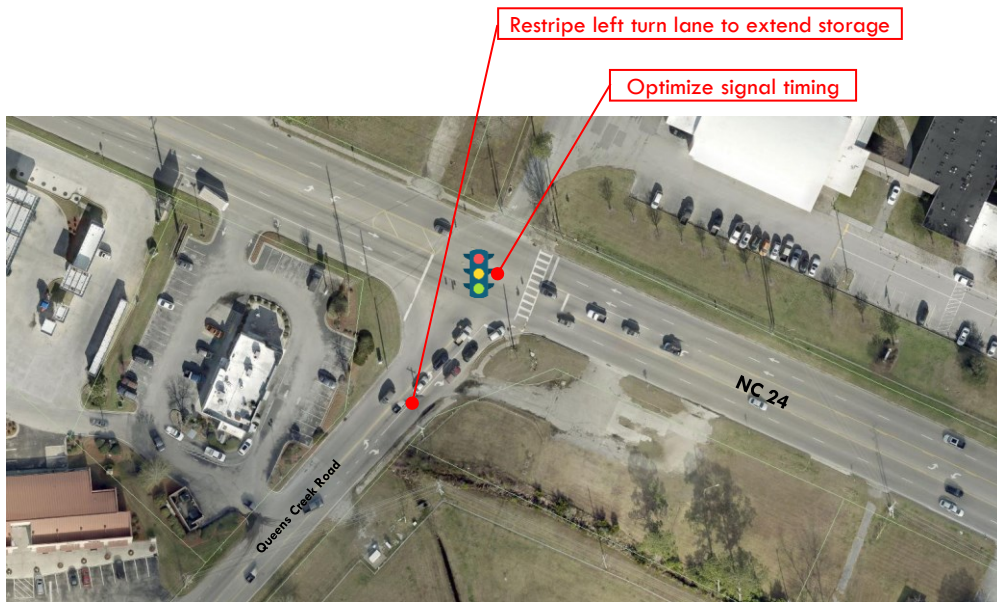 Restripe left turn lane to extend storage
Optimize signal timing
NC 24
Queens Creek Road